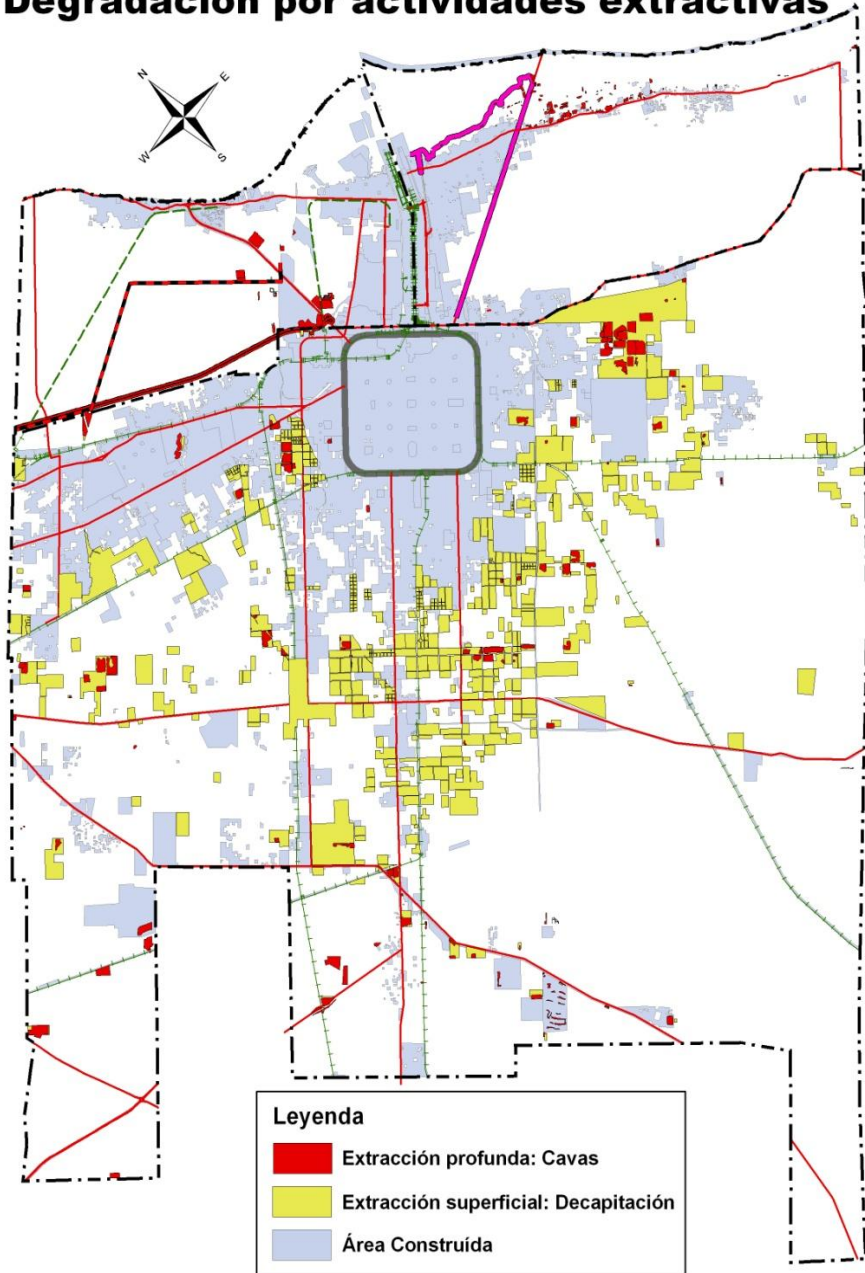 Degradación por actividades extractivas
N
E
W
S
Leyenda
Extracción profunda: Cavas
Extracción superficial: Decapitación
Área Construída